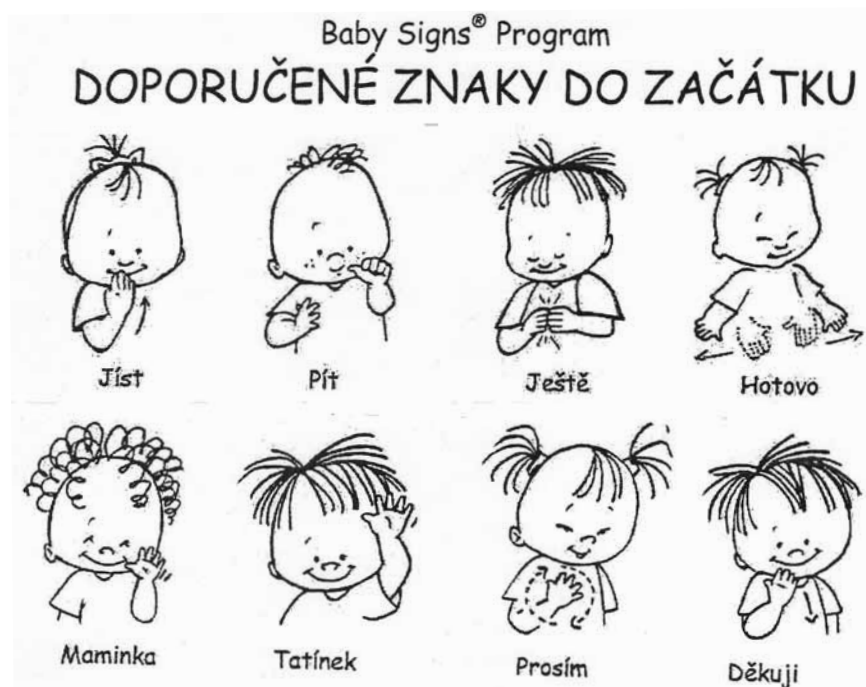 Baby Signs® Program
DOPORUČENÉ ZNAKY DO ZAČÁTKU
Jíst Pít Ještě Hotovo
Maminka Tatínek Prosím Děkuji